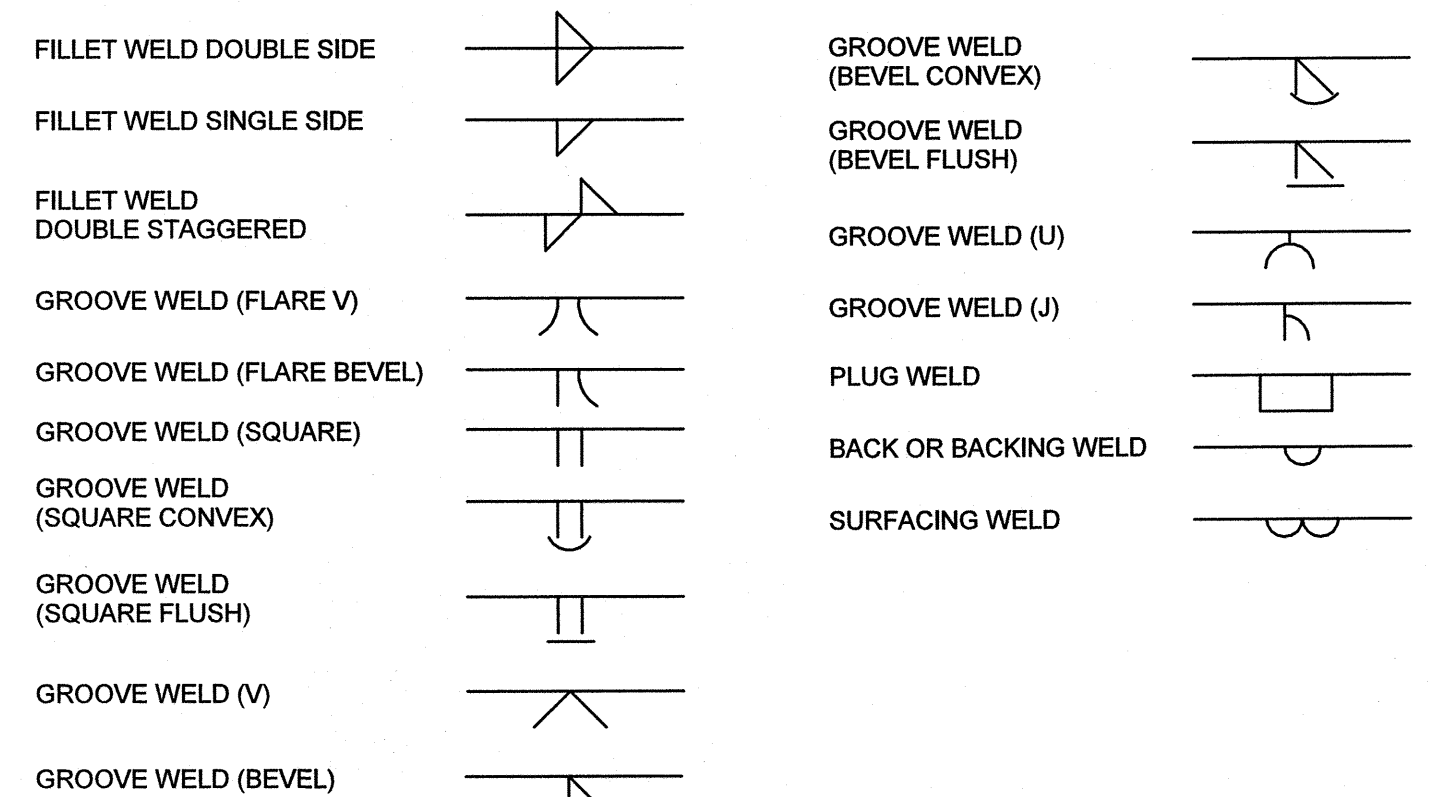 FILLET WELD DOUBLE SIDE
FILLET WELD SINGLE SIDE
FILLET WELD
DOUBLE STAGGERED
GROOVE WELD (FLARE V)
GROOVE WELD (FLARE BEVEL)
GROOVE WELD (SQUARE)
GROOVE WELD
(SQUARE CONVEX)
GROOVE WELD
(SQUARE FLUSH)
GROOVE WELD (V)
GROOVE WELD (BEVEL)
GROOVE WELD
(BEVEL CONVEX)
GROOVE WELD
(BEVEL FLUSH)
GROOVE WELD (U)
GROOVE WELD (J)
PLUG WELD
BACK OR BACKING WELD
SURFACING WELD